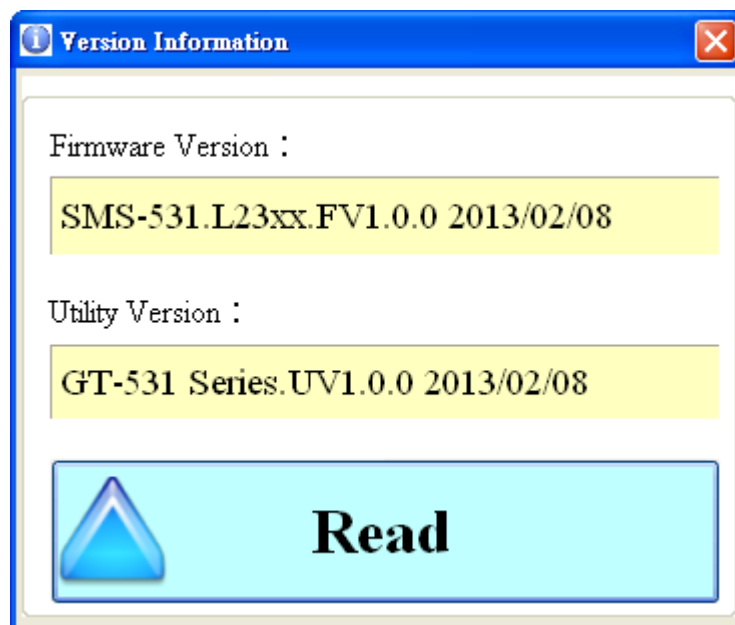 Version Information
Firmware Version：
SMS-531.L23xx.FV1.0.0 2013/02/08
Utility Version：
GT-531 Series.UV1.0.0 2013/02/08
Read